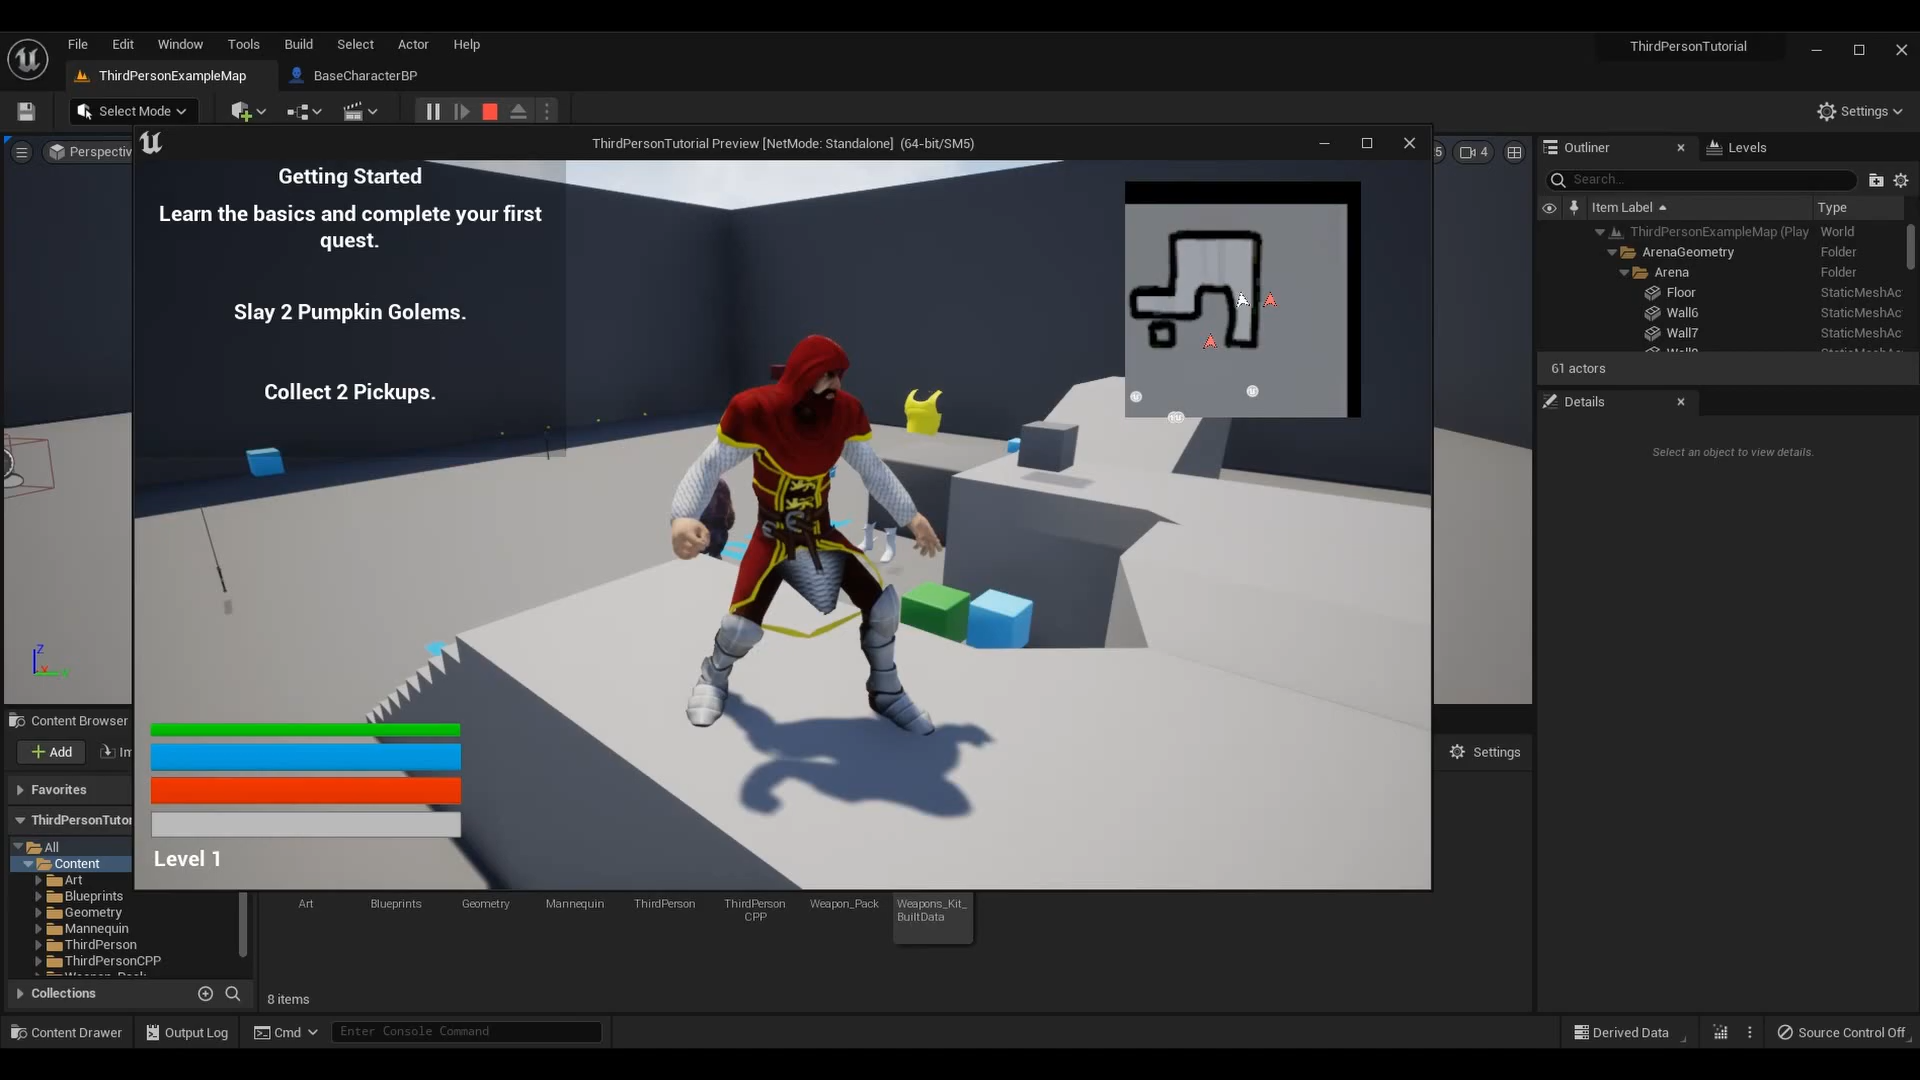 File Edit Window Tools Build Select Actor Help
ThirdPersonTutorial
ThirdPersonExampleMap
BaseCharacterBP
Select Mode
Settings
Perspectiv
ThirdPersonTutorial Preview [NetMode: Standalone] (64-bit/SM5)
5
4
Getting Started
Learn the basics and complete your first
quest.
Slay 2 Pumpkin Golems.
Collect 2 Pickups.
Level 1
Outliner
Levels
Search...
Item Label
Type
ThirdPersonExampleMap (Play
World
ArenaGeometry
Folder
Arena
Folder
Floor
StaticMeshAc
Wall6
StaticMeshAc
Wall7
StaticMeshAc
61 actors
Details
Select an object to view details.
Z
X
Content Browser
Add
Im
Settings
Favorites
ThirdPersonTutor
All
Content
Art
Blueprints
Geometry
Mannequin
ThirdPerson
ThirdPersonCPP
Collections
Art
Blueprints
Geometry
Mannequin
ThirdPerson
ThirdPerson
CPP
Weapon_Pack
Weapons_Kit_
BuiltData
8 items
Content Drawer
Output Log
Cmd
Enter Console Command
Derived Data
Source Control Off